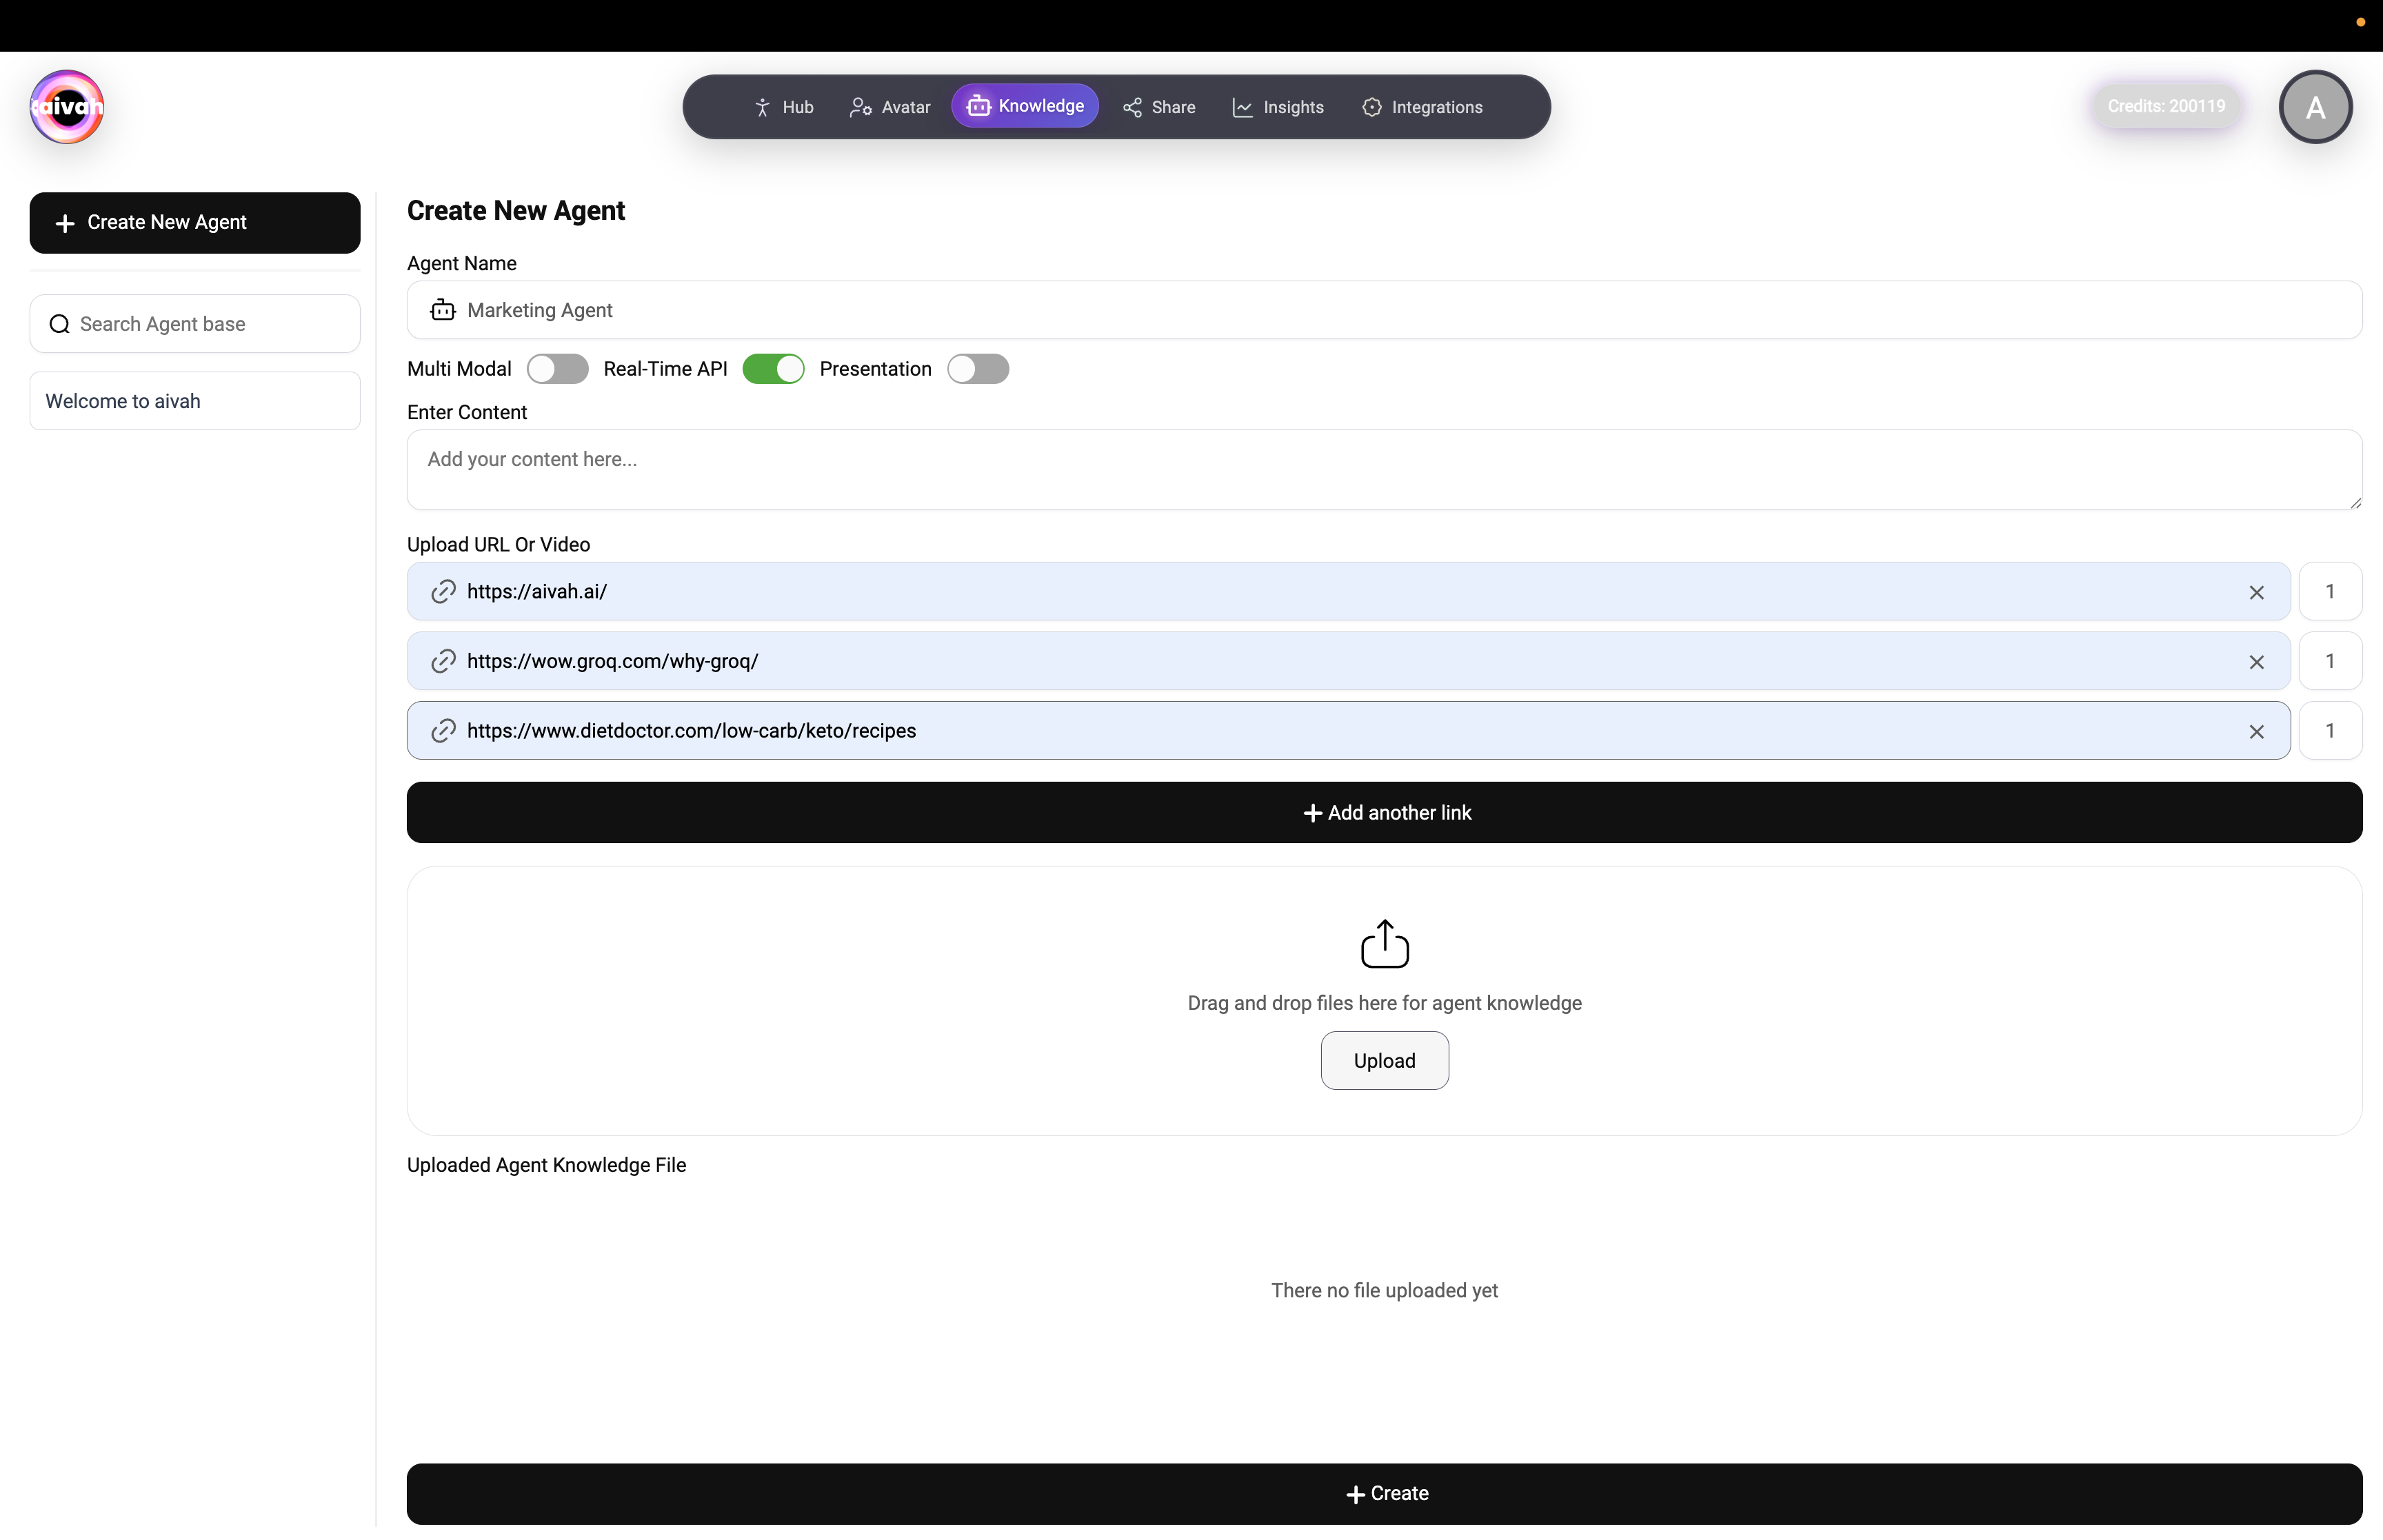 aivah
Hub Avatar Knowledge Share Insights Integrations
Credits: 200119
A
Create New Agent
Search Agent base
Welcome to aivah
Create New Agent
Agent Name
Marketing Agent
Multi Modal Real-Time API Presentation
Enter Content
Add your content here...
Upload URL Or Video
https://aivah.ai/ 1
https://wow.groq.com/why-groq/ 1
https://www.dietdoctor.com/low-carb/keto/recipes 1
Add another link
Drag and drop files here for agent knowledge
Upload
Uploaded Agent Knowledge File
There no file uploaded yet
Create